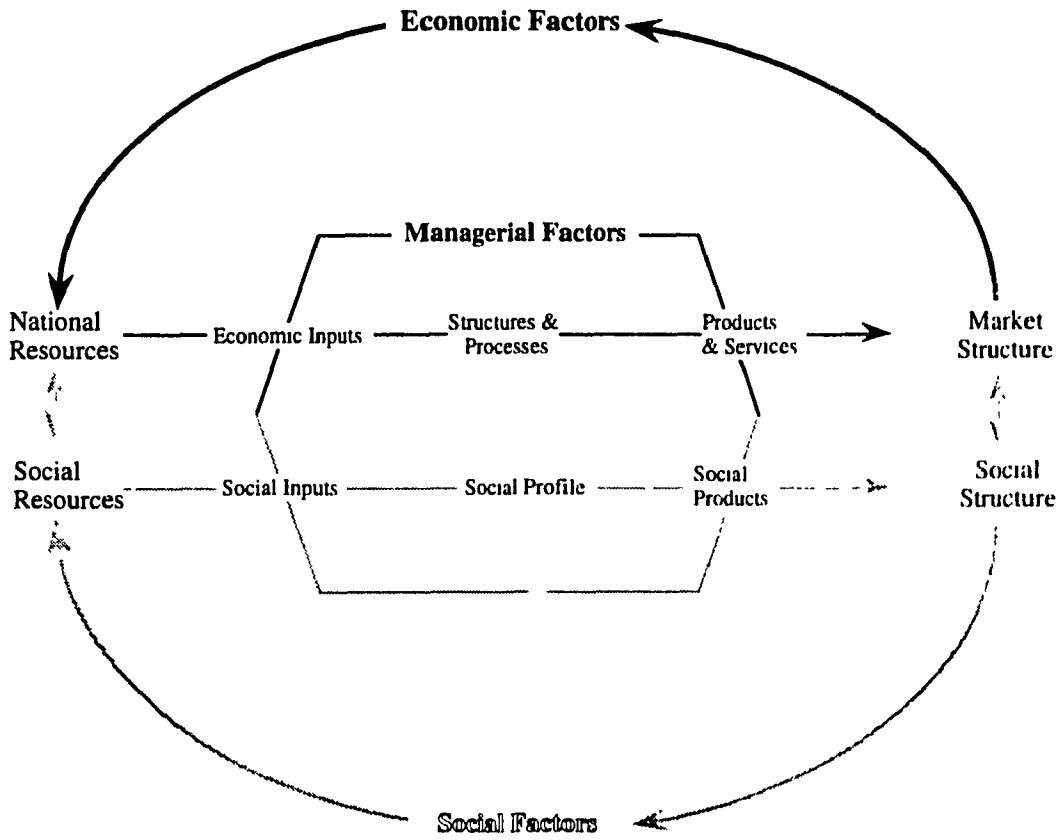 Economic Factors
Managerial Factors
National
Resources
Economic Inputs
Structures &
Processes
Products
& Services
Market
Structure
Social
Resources
Social Inputs
Social Profile
Social
Products
Social
Structure
Social Factors